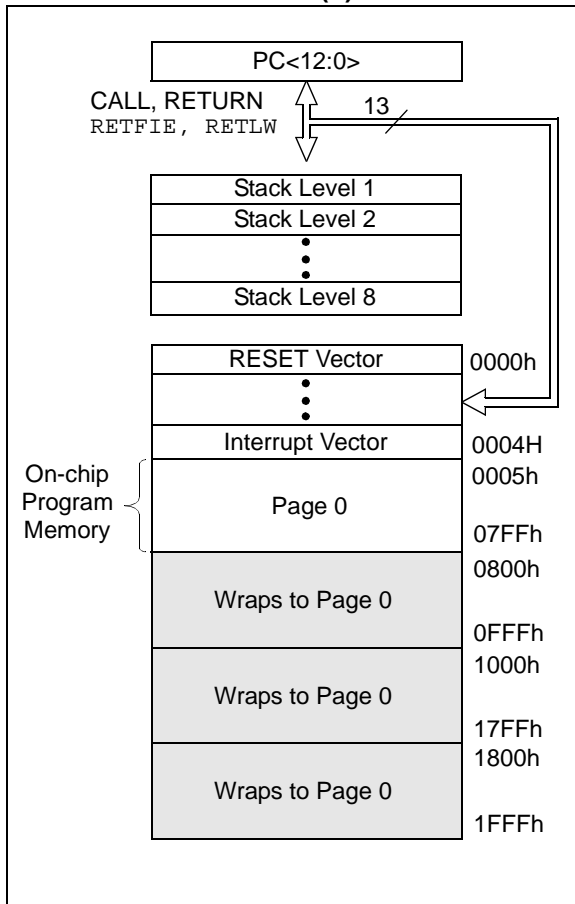 PC<12:0>
CALL, RETURN
RETFIE, RETLW
13
Stack Level 1
Stack Level 2
Stack Level 8
RESET Vector
0000h
Interrupt Vector
0004H
On-chip
Program
Memory
0005h
Page 0
07FFh
0800h
Wraps to Page 0
0FFFh
1000h
Wraps to Page 0
17FFh
1800h
Wraps to Page 0
1FFFh